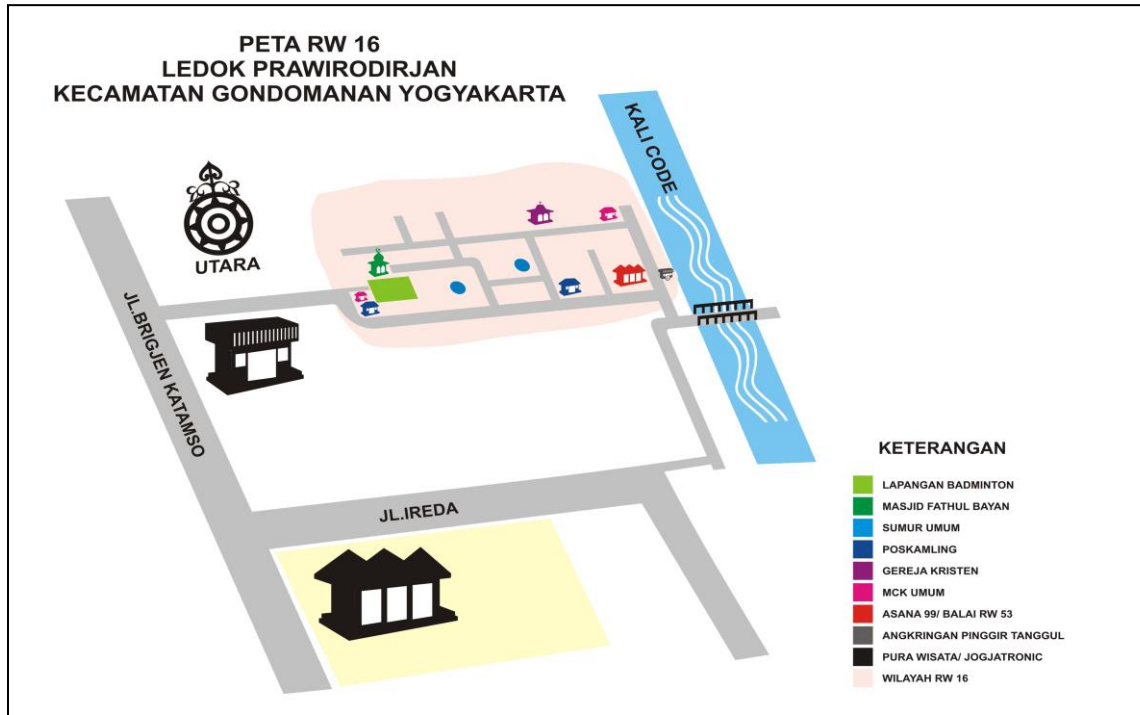 PETA RW 16
LEDOK PRAWIRODIRJAN
KECAMATAN GONDOMANAN YOGYAKARTA
KALI CODE
UTARA
JL.BRIGJEN KATAMSO
JL.IREDA
KETERANGAN
LAPANGAN BADMINTON
MASJID FATHUL BAYAN
SUMUR UMUM
POSKAMLING
GEREJA KRISTEN
MCK UMUM
ASANA 99/ BALAI RW 53
ANGKRINGAN PINGGIR TANGGUL
PURA WISATA/ JOGJATRONIC
WILAYAH RW 16